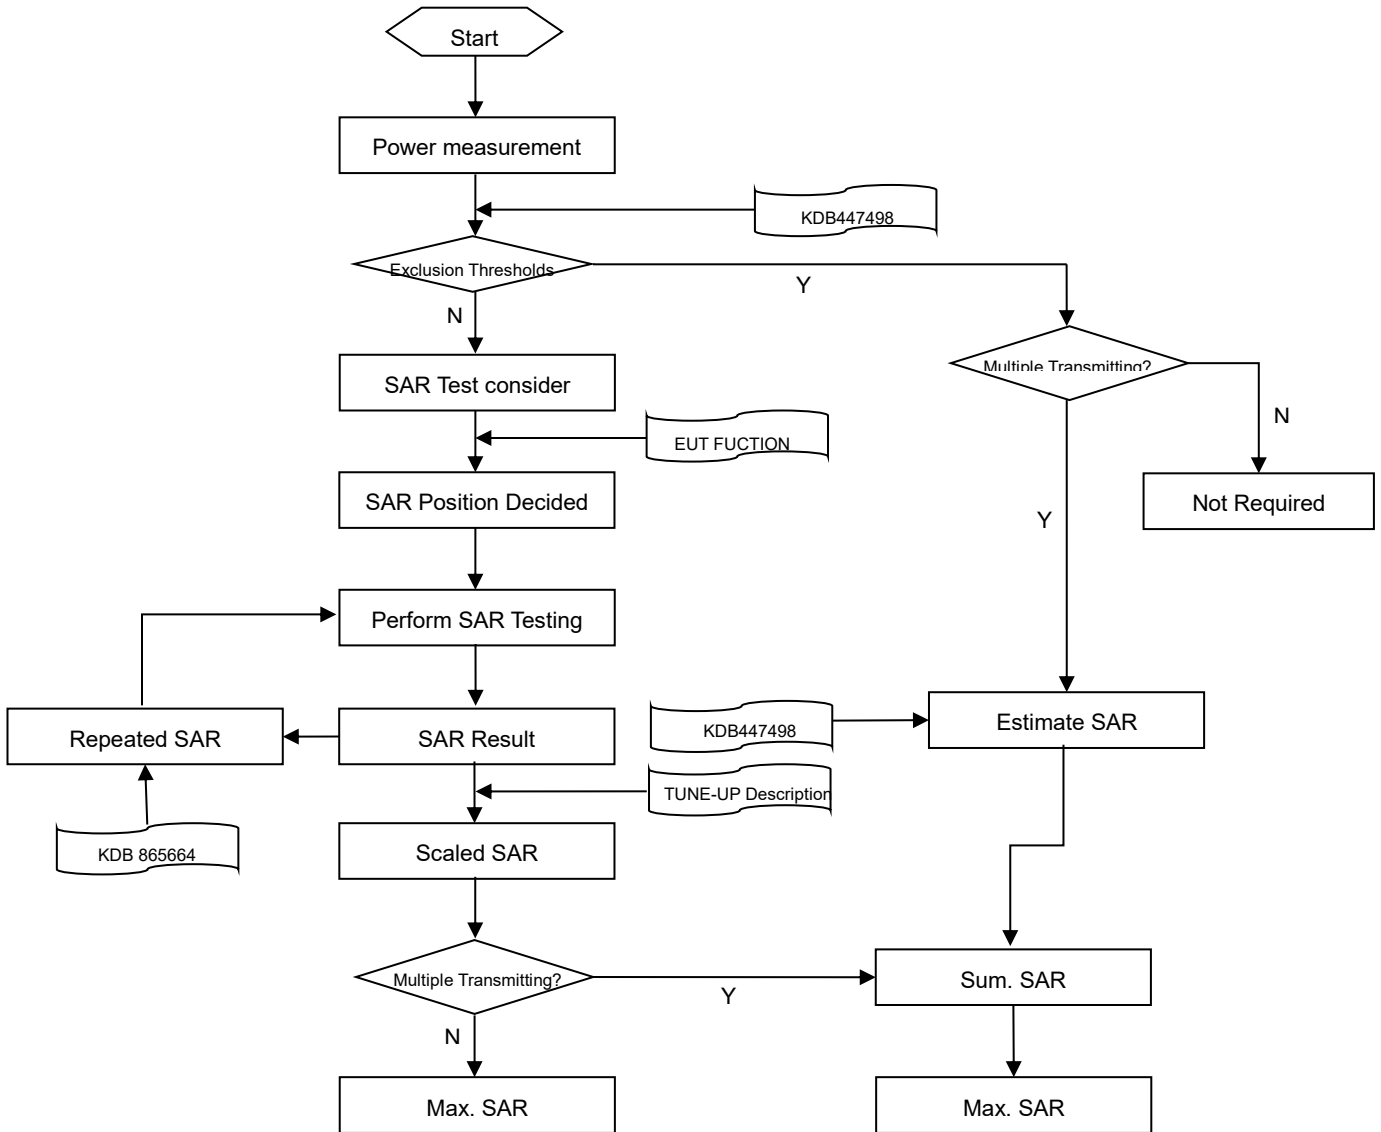 Start
Power measurement
KDB447498
Exclusion Thresholds
Y
N
Multiple Transmitting?
SAR Test consider
N
EUT FUCTION
SAR Position Decided
Not Required
Y
Perform SAR Testing
Repeated SAR
SAR Result
KDB447498
Estimate SAR
TUNE-UP Description
KDB 865664
Scaled SAR
Multiple Transmitting?
Y
Sum. SAR
N
Max. SAR
Max. SAR